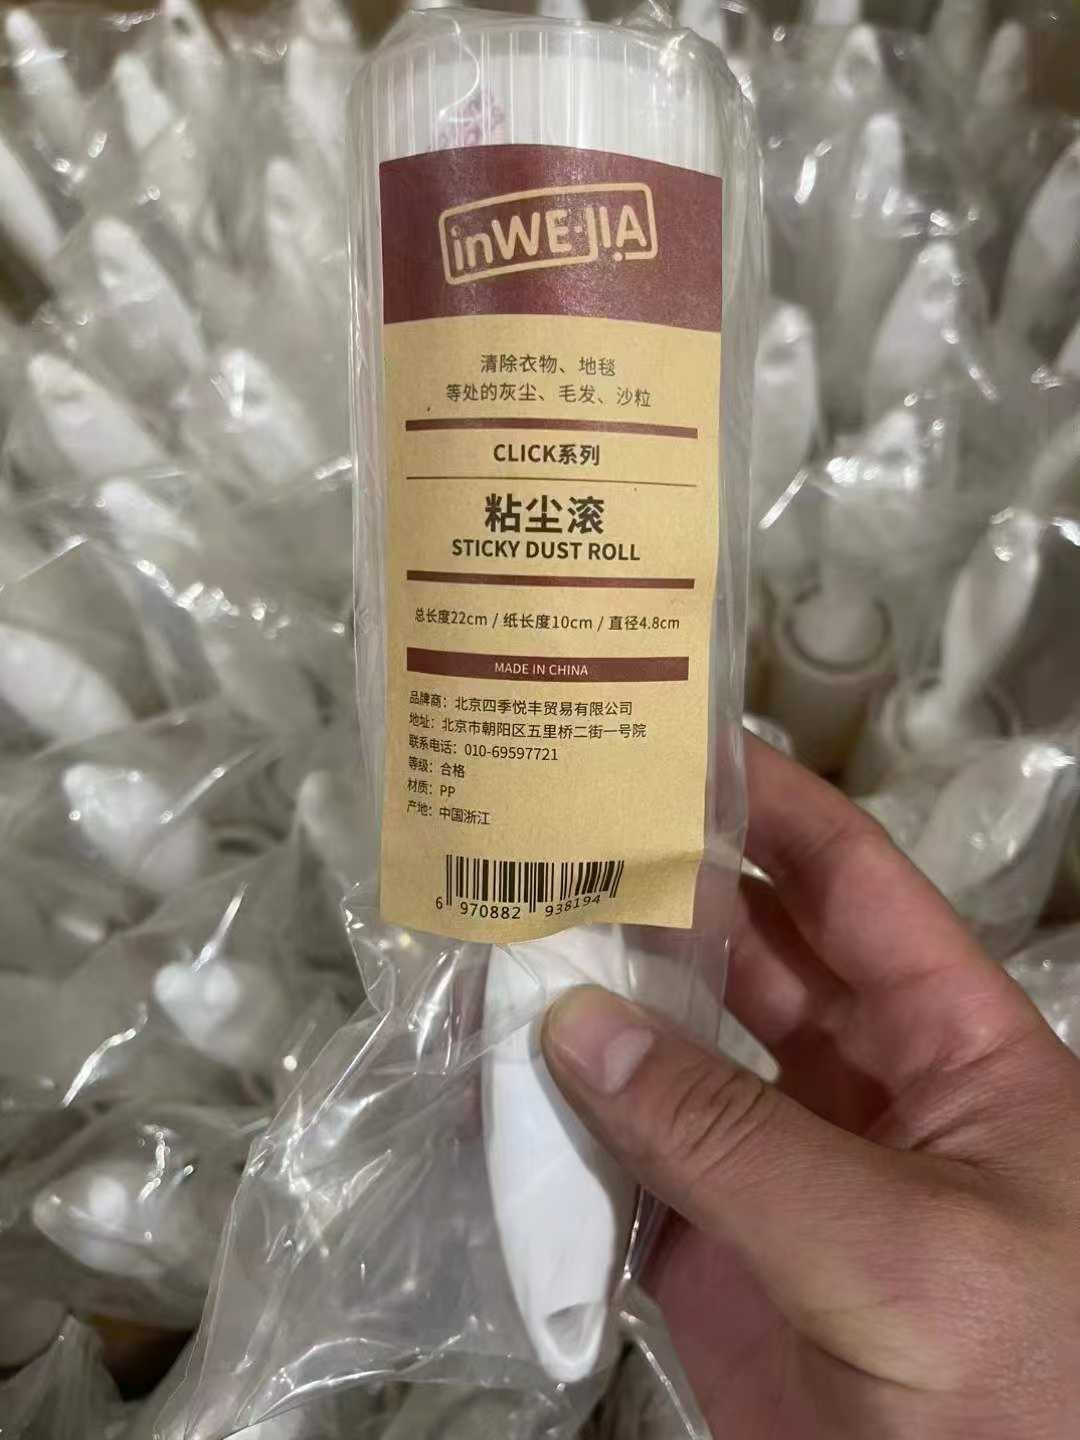 inWE·JIA
清除衣物、地毯
等处的灰尘、毛发、沙粒
CLICK系列
粘尘滚
STICKY DUST ROLL
总长度22cm / 纸长度10cm / 直径4.8cm
MADE IN CHINA
品牌商：北京四季悦丰贸易有限公司
地址：北京市朝阳区五里桥二街一号院
联系电话：010-69597721
等级：合格
材质：PP
产地：中国浙江
6 970882 938194